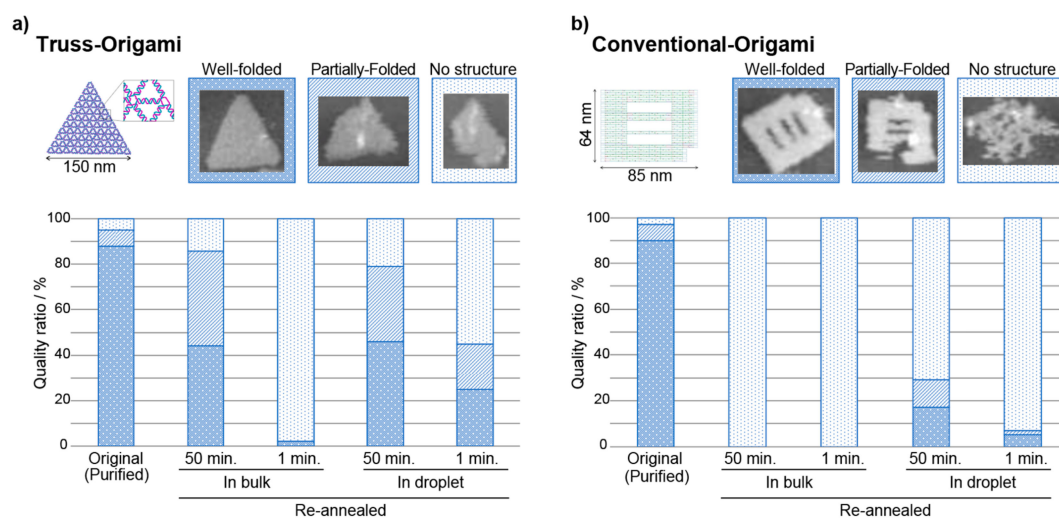 a)
Truss-Origami
Well-folded
Partially-Folded
No structure
150 nm
Quality ratio / %
100
80
60
40
20
0
Original
(Purified)
50 min.
1 min.
50 min.
1 min.
In bulk
In droplet
Re-annealed
b)
Conventional-Origami
Well-folded
Partially-Folded
No structure
64 nm
85 nm
Quality ratio / %
100
80
60
40
20
0
Original
(Purified)
50 min.
1 min.
50 min.
1 min.
In bulk
In droplet
Re-annealed